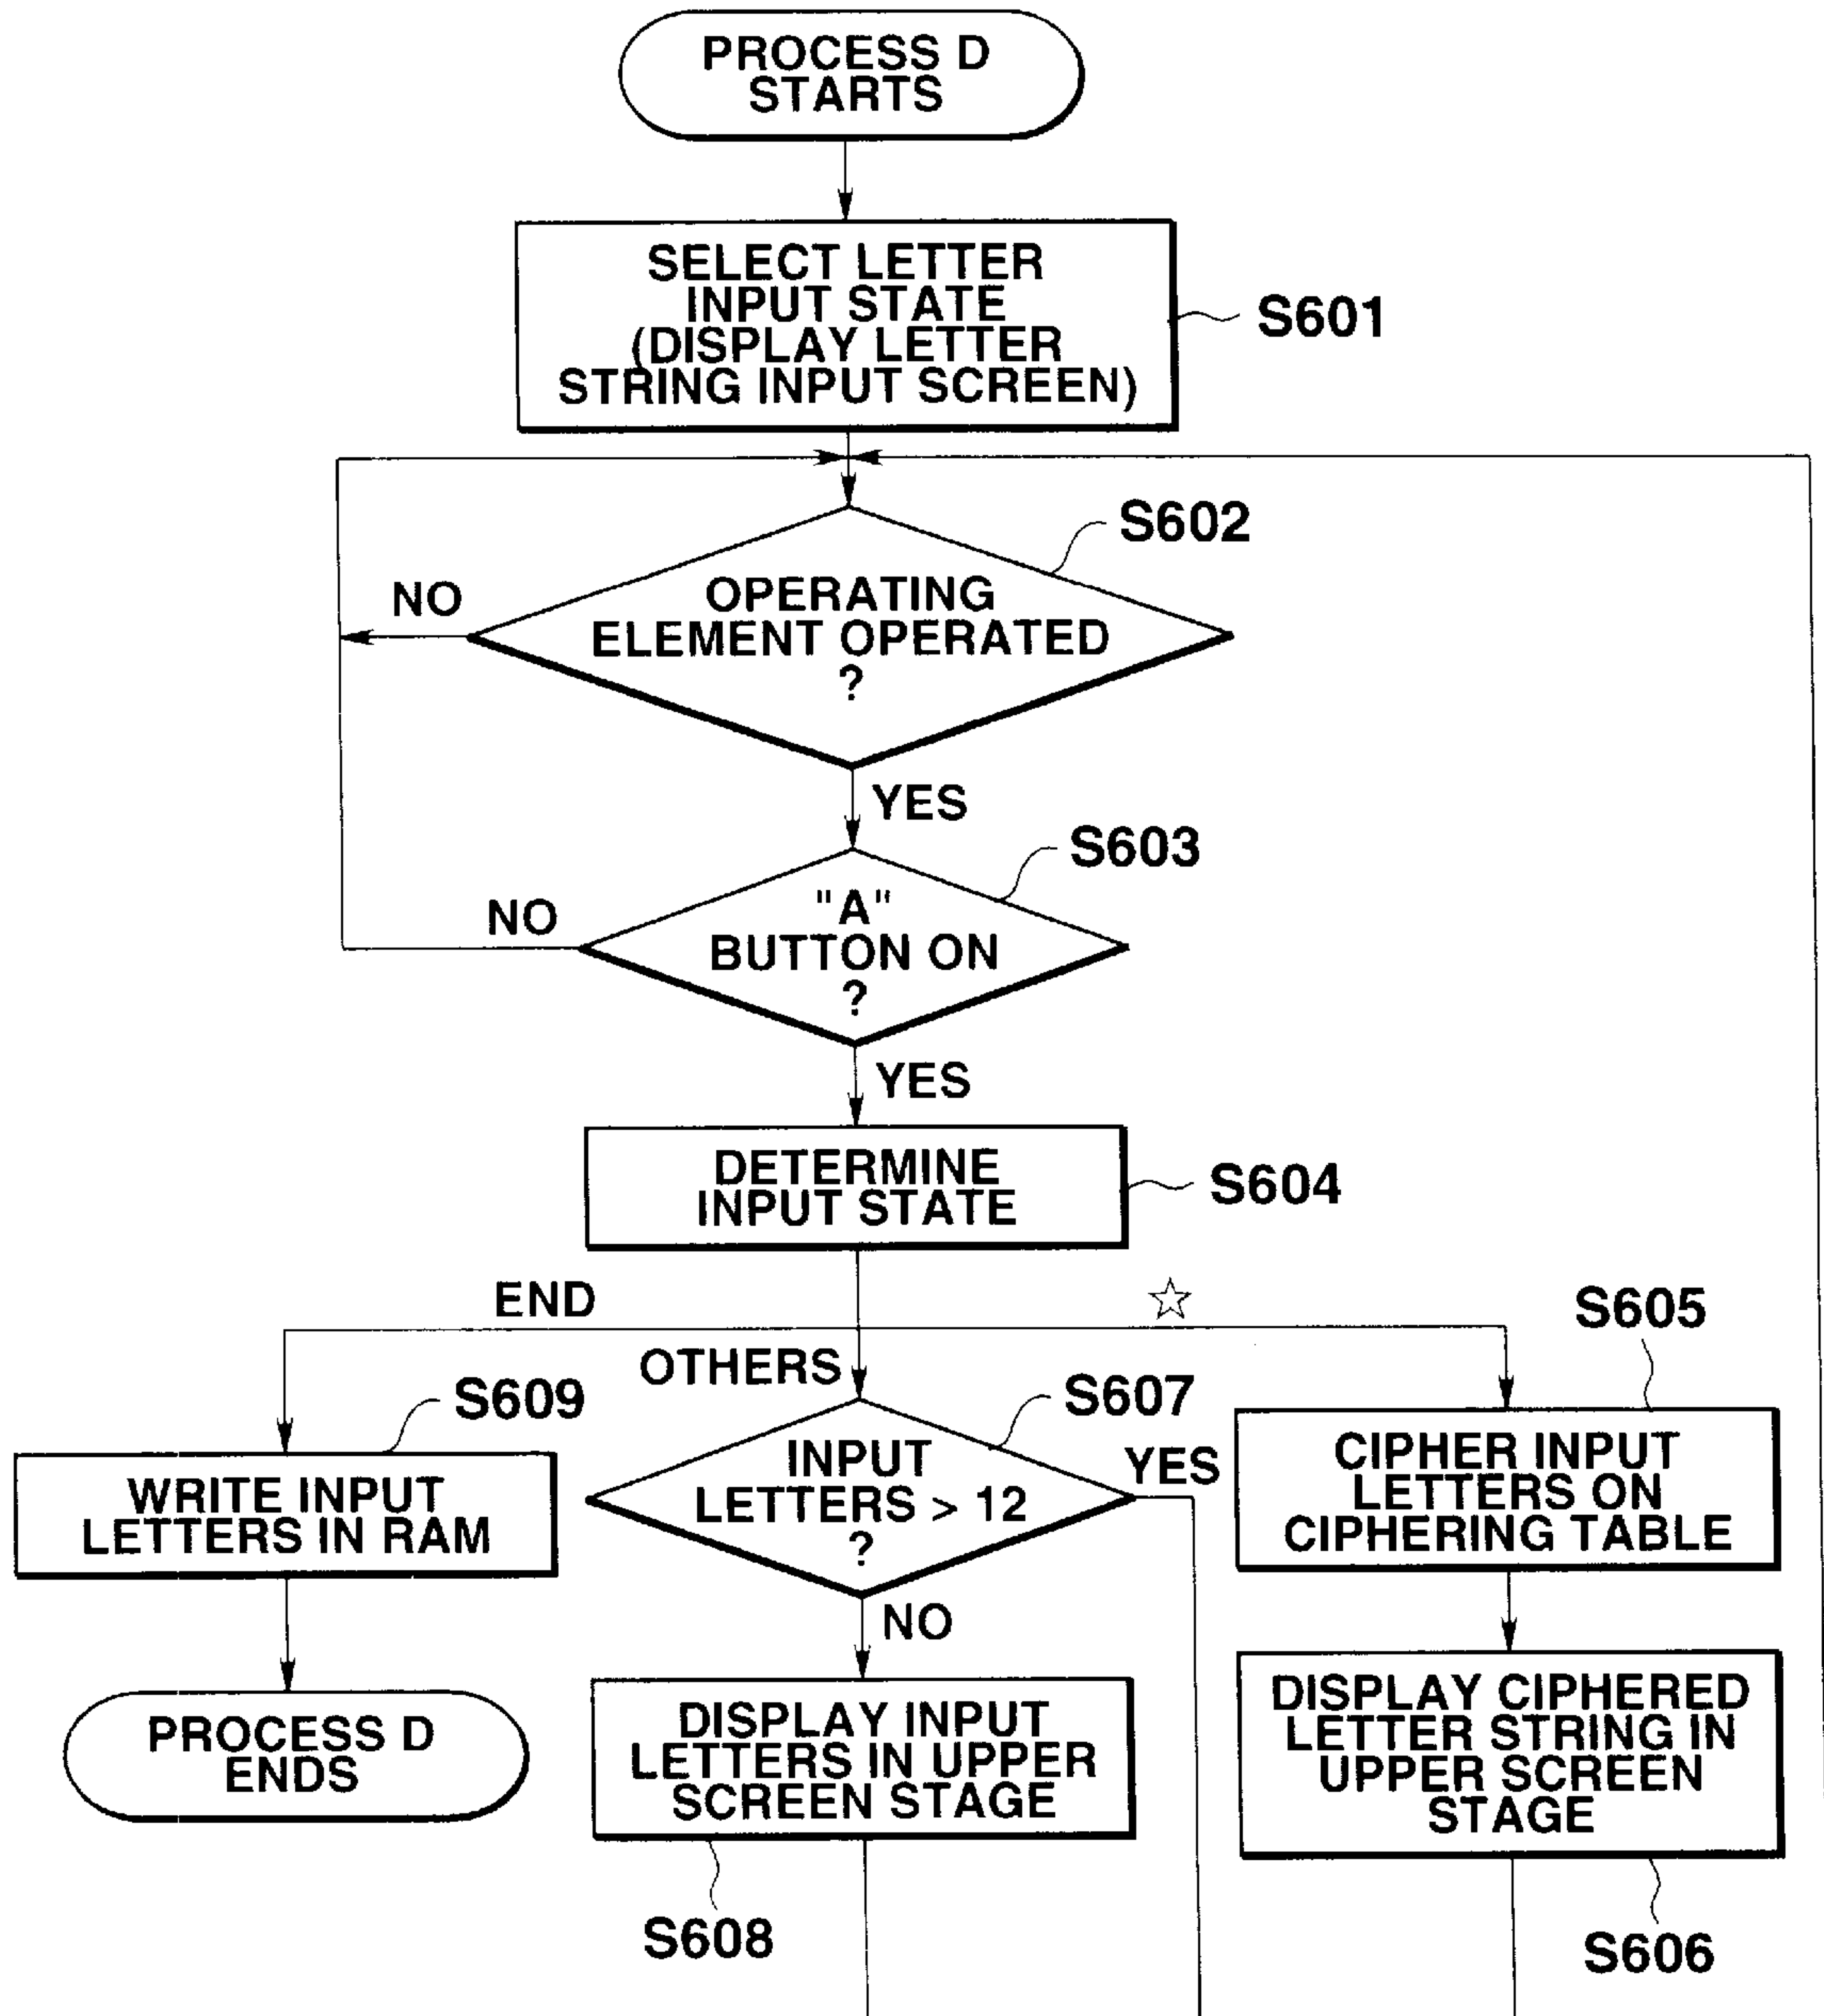 PROCESS D
STARTS
SELECT LETTER
INPUT STATE
(DISPLAY LETTER
STRING INPUT SCREEN)
S601
S602
OPERATING
ELEMENT OPERATED
?
NO
YES
S603
"A"
BUTTON ON
?
NO
YES
DETERMINE
INPUT STATE
S604
END
☆
OTHERS
S605
S609
S607
WRITE INPUT
LETTERS IN RAM
INPUT
LETTERS > 12
?
YES
CIPHER INPUT
LETTERS ON
CIPHERING TABLE
NO
PROCESS D
ENDS
DISPLAY INPUT
LETTERS IN UPPER
SCREEN STAGE
DISPLAY CIPHERED
LETTER STRING IN
UPPER SCREEN
STAGE
S608
S606